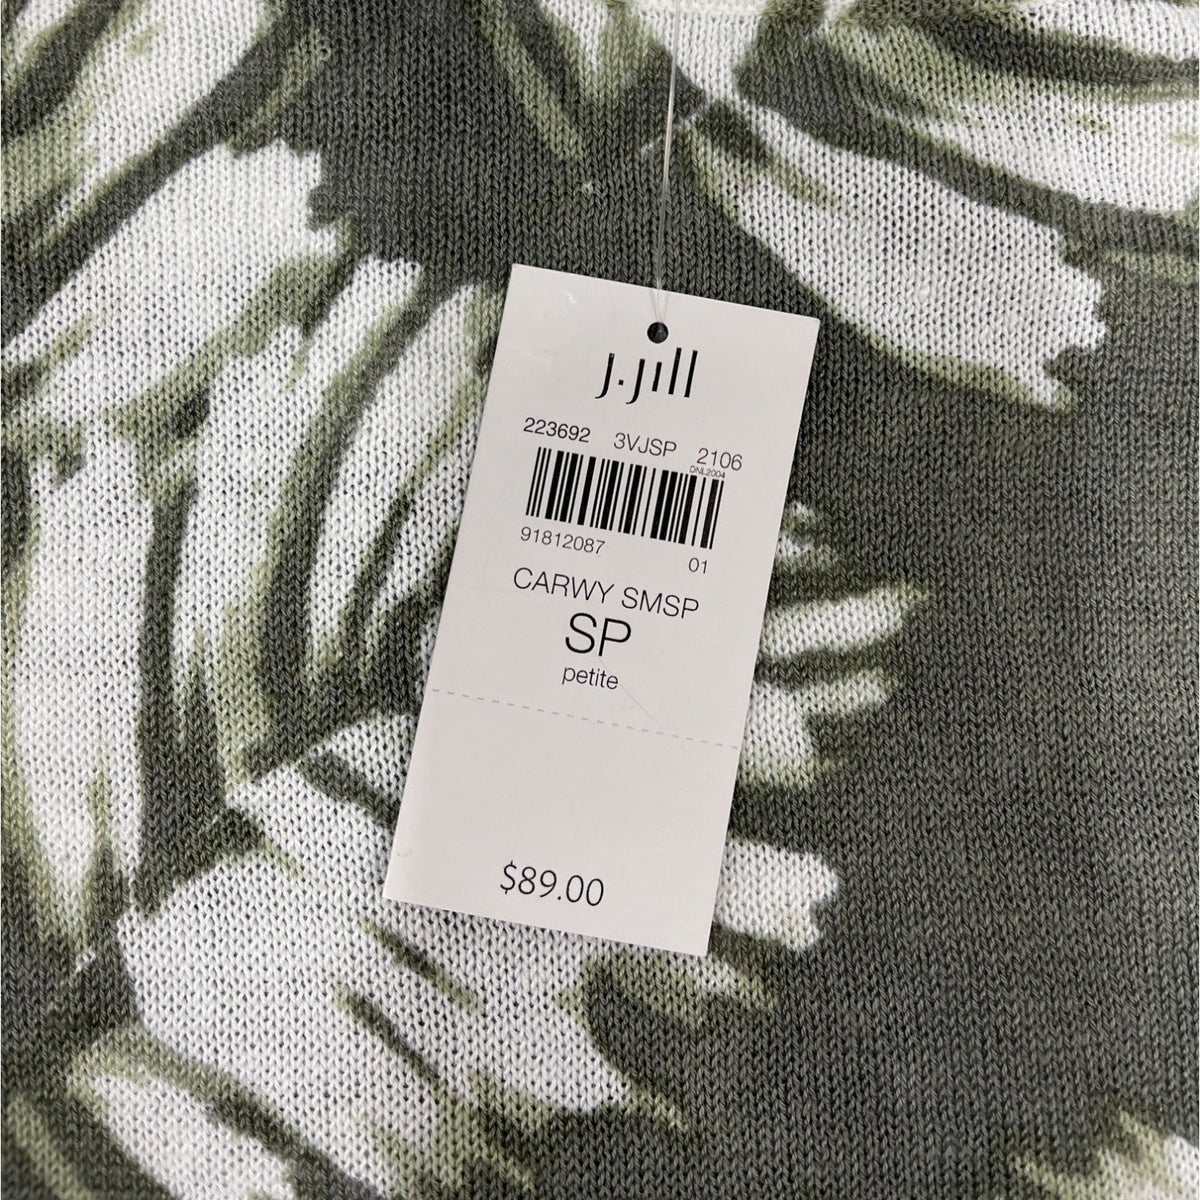 j.jill
223692 3VJSP 2106
DNL2004
91812087 01
CARWY SMSP
SP
petite
$89.00